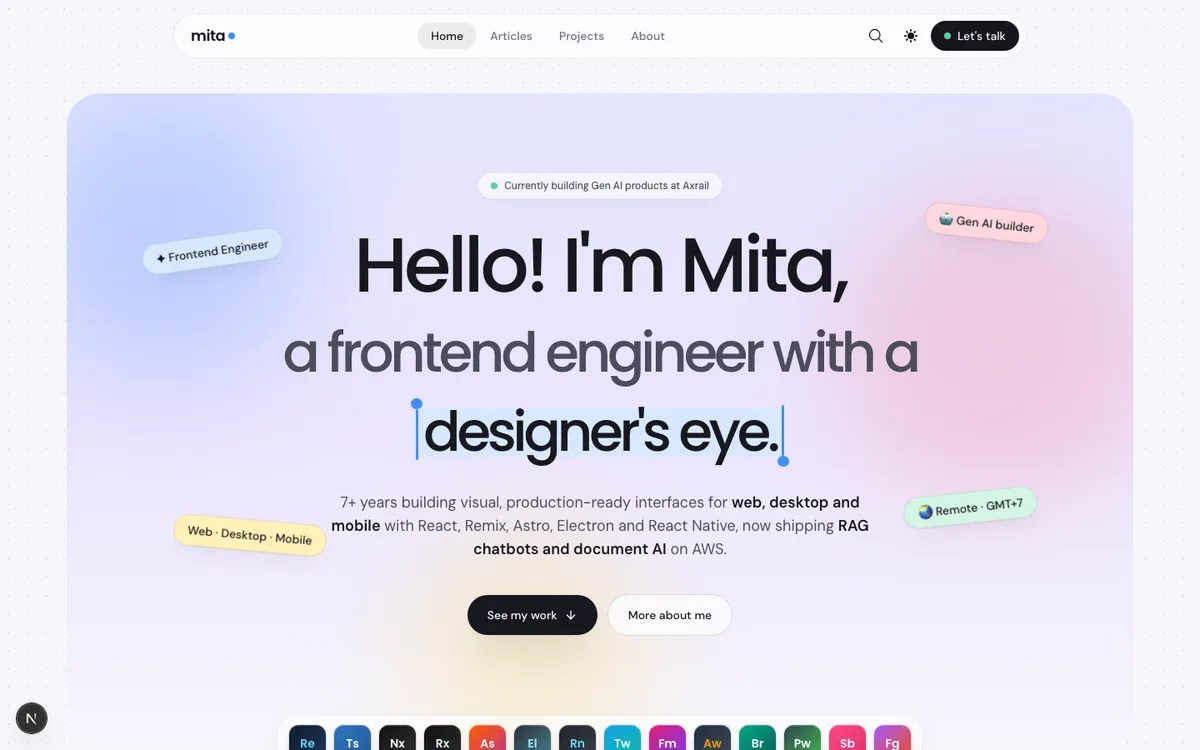 mita
Home
Articles
Projects
About
Let's talk
Currently building Gen AI products at Axrail
✦ Frontend Engineer
Gen AI builder
Hello! I'm Mita,
a frontend engineer with a
designer's eye.
7+ years building visual, production-ready interfaces for web, desktop and
mobile with React, Remix, Astro, Electron and React Native, now shipping RAG
chatbots and document AI on AWS.
Web · Desktop · Mobile
Remote · GMT+7
See my work ↓
More about me
N
Re Ts Nx Rx As El Rn Tw Fm Aw Br Pw Sb Fg